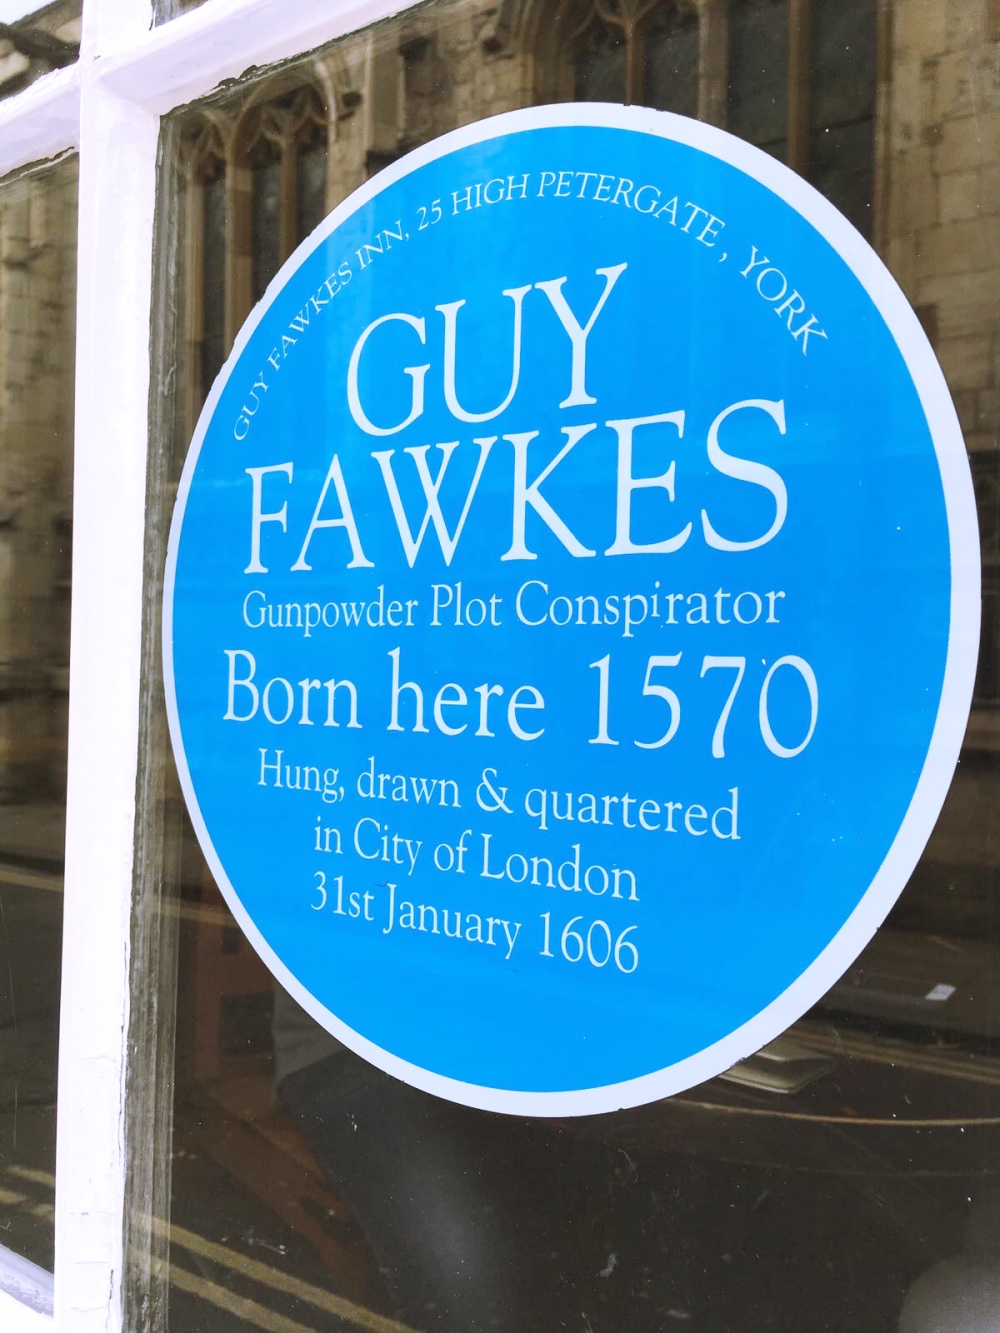 GUY FAWKES INN, 25 HIGH PETERGATE, YORK
GUY
FAWKES
Gunpowder Plot Conspirator
Born here 1570
Hung, drawn & quartered
in City of London
31st January 1606